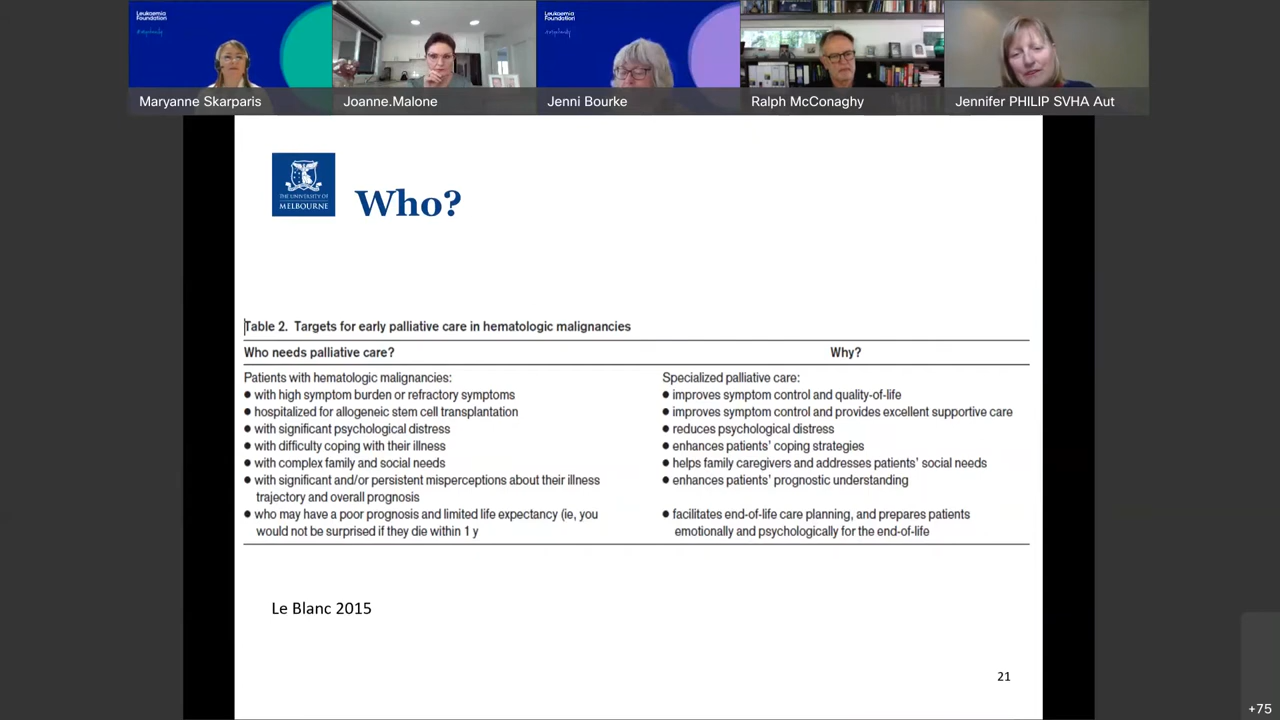 Leukaemia
Foundation
Leukaemia
Foundation
Maryanne Skarparis
Joanne.Malone
Jenni Bourke
Ralph McConaghy
Jennifer PHILIP SVHA Aut
THE UNIVERSITY OF
MELBOURNE
Who?
Table 2. Targets for early palliative care in hematologic malignancies
Who needs palliative care? Why?
Patients with hematologic malignancies: Specialized palliative care:
● with high symptom burden or refractory symptoms ● improves symptom control and quality-of-life
● hospitalized for allogeneic stem cell transplantation ● improves symptom control and provides excellent supportive care
● with significant psychological distress ● reduces psychological distress
● with difficulty coping with their illness ● enhances patients' coping strategies
● with complex family and social needs ● helps family caregivers and addresses patients' social needs
● with significant and/or persistent misperceptions about their illness ● enhances patients' prognostic understanding
trajectory and overall prognosis
● who may have a poor prognosis and limited life expectancy (ie, you ● facilitates end-of-life care planning, and prepares patients
would not be surprised if they die within 1 y emotionally and psychologically for the end-of-life
Le Blanc 2015
21
+75